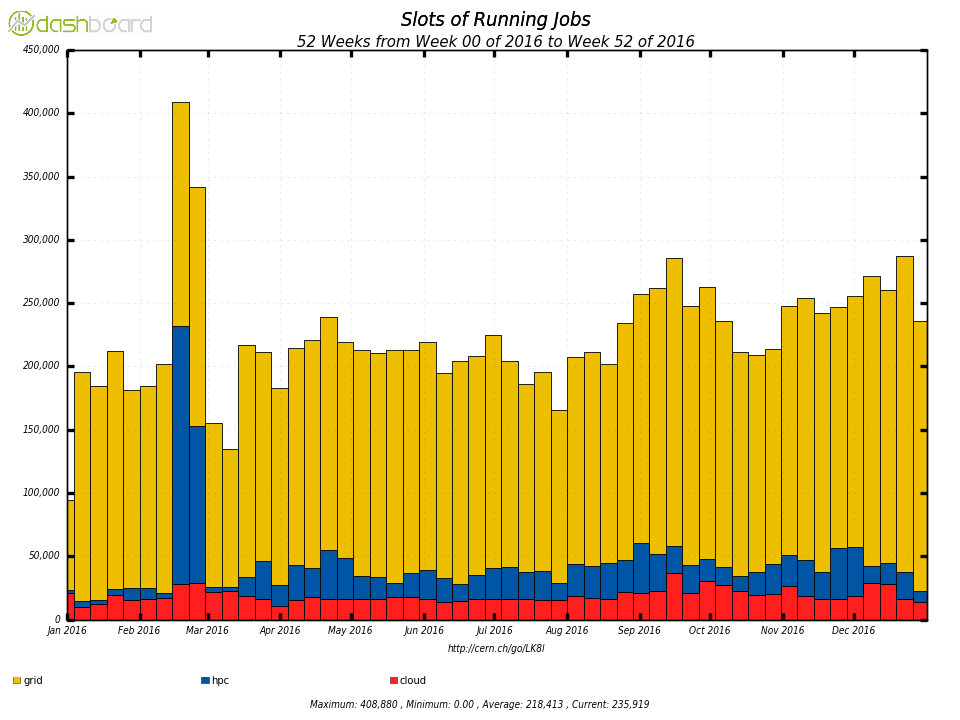 dashboard
Slots of Running Jobs
52 Weeks from Week 00 of 2016 to Week 52 of 2016
450,000
400,000
350,000
300,000
250,000
200,000
150,000
100,000
50,000
0
Jan 2016 Feb 2016 Mar 2016 Apr 2016 May 2016 Jun 2016 Jul 2016 Aug 2016 Sep 2016 Oct 2016 Nov 2016 Dec 2016
http://cern.ch/go/LK8l
grid hpc cloud
Maximum: 408,880 , Minimum: 0.00 , Average: 218,413 , Current: 235,919